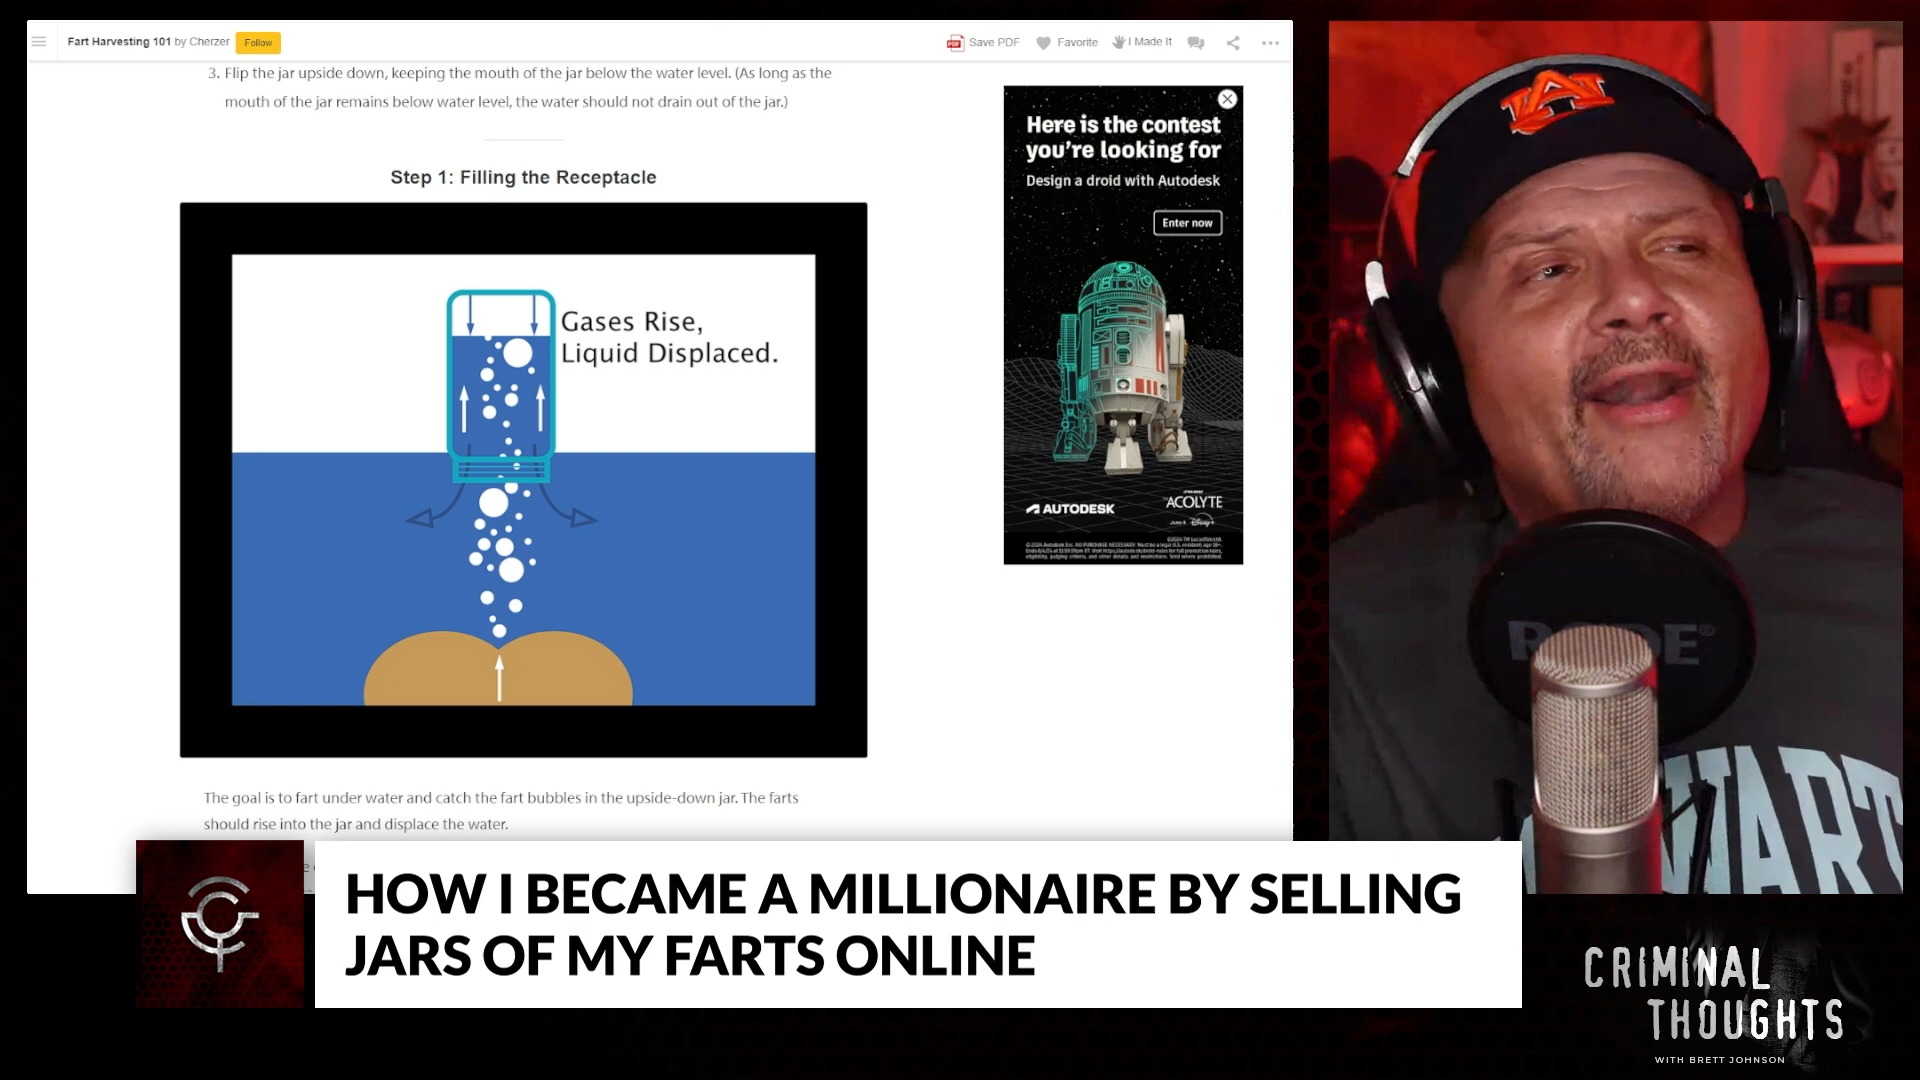 Fart Harvesting 101 by Cherzer
Follow
Save PDF
Favorite
I Made It
3. Flip the jar upside down, keeping the mouth of the jar below the water level. (As long as the
mouth of the jar remains below water level, the water should not drain out of the jar.)
Step 1: Filling the Receptacle
Gases Rise,
Liquid Displaced.
The goal is to fart under water and catch the fart bubbles in the upside-down jar. The farts
should rise into the jar and displace the water.
Here is the contest
you're looking for
Design a droid with Autodesk
Enter now
AUTODESK
STAR WARS
ACOLYTE
Disney+
RODE®
HOW I BECAME A MILLIONAIRE BY SELLING
JARS OF MY FARTS ONLINE
CRIMINAL
THOUGHTS
WITH BRETT JOHNSON